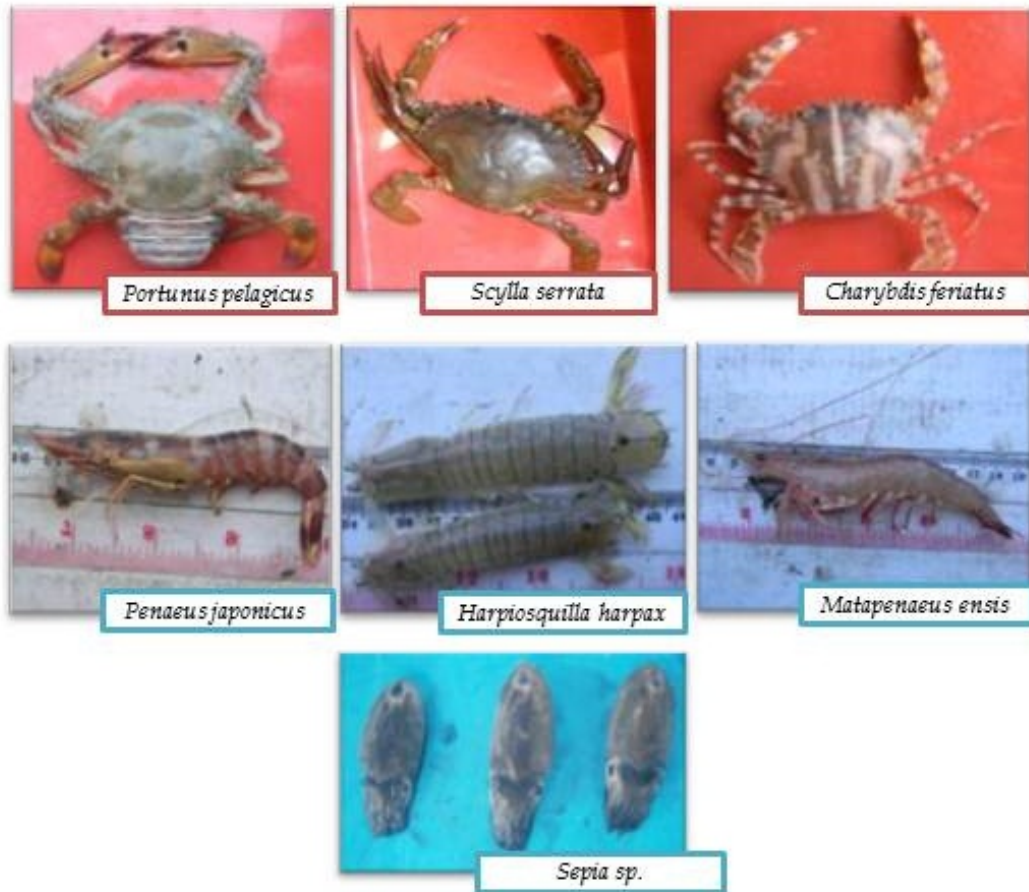 Portunus pelagicus
Scylla serrata
Charybdis feriatus
Penaeus japonicus
Harpiosquilla harpax
Matapenaeus ensis
Sepia sp.